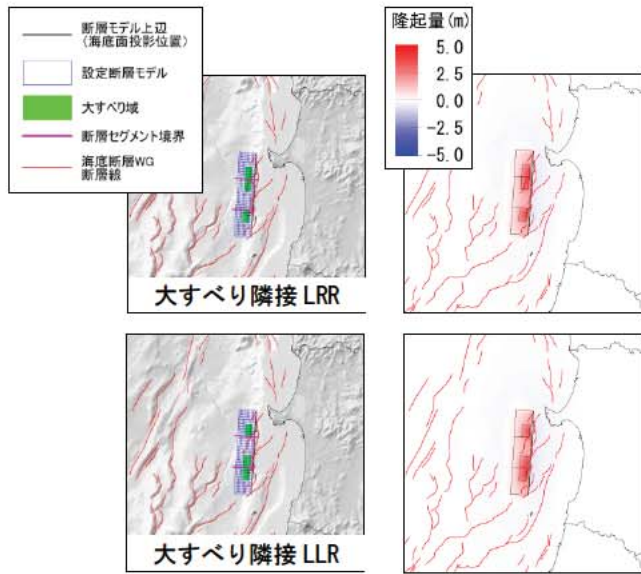 断層モデル上辺
(海底面投影位置)
設定断層モデル
大すべり域
断層セグメント境界
海底断層WG
断層線
隆起量(m)
5.0
2.5
0.0
-2.5
-5.0
大すべり隣接 LRR
大すべり隣接 LLR